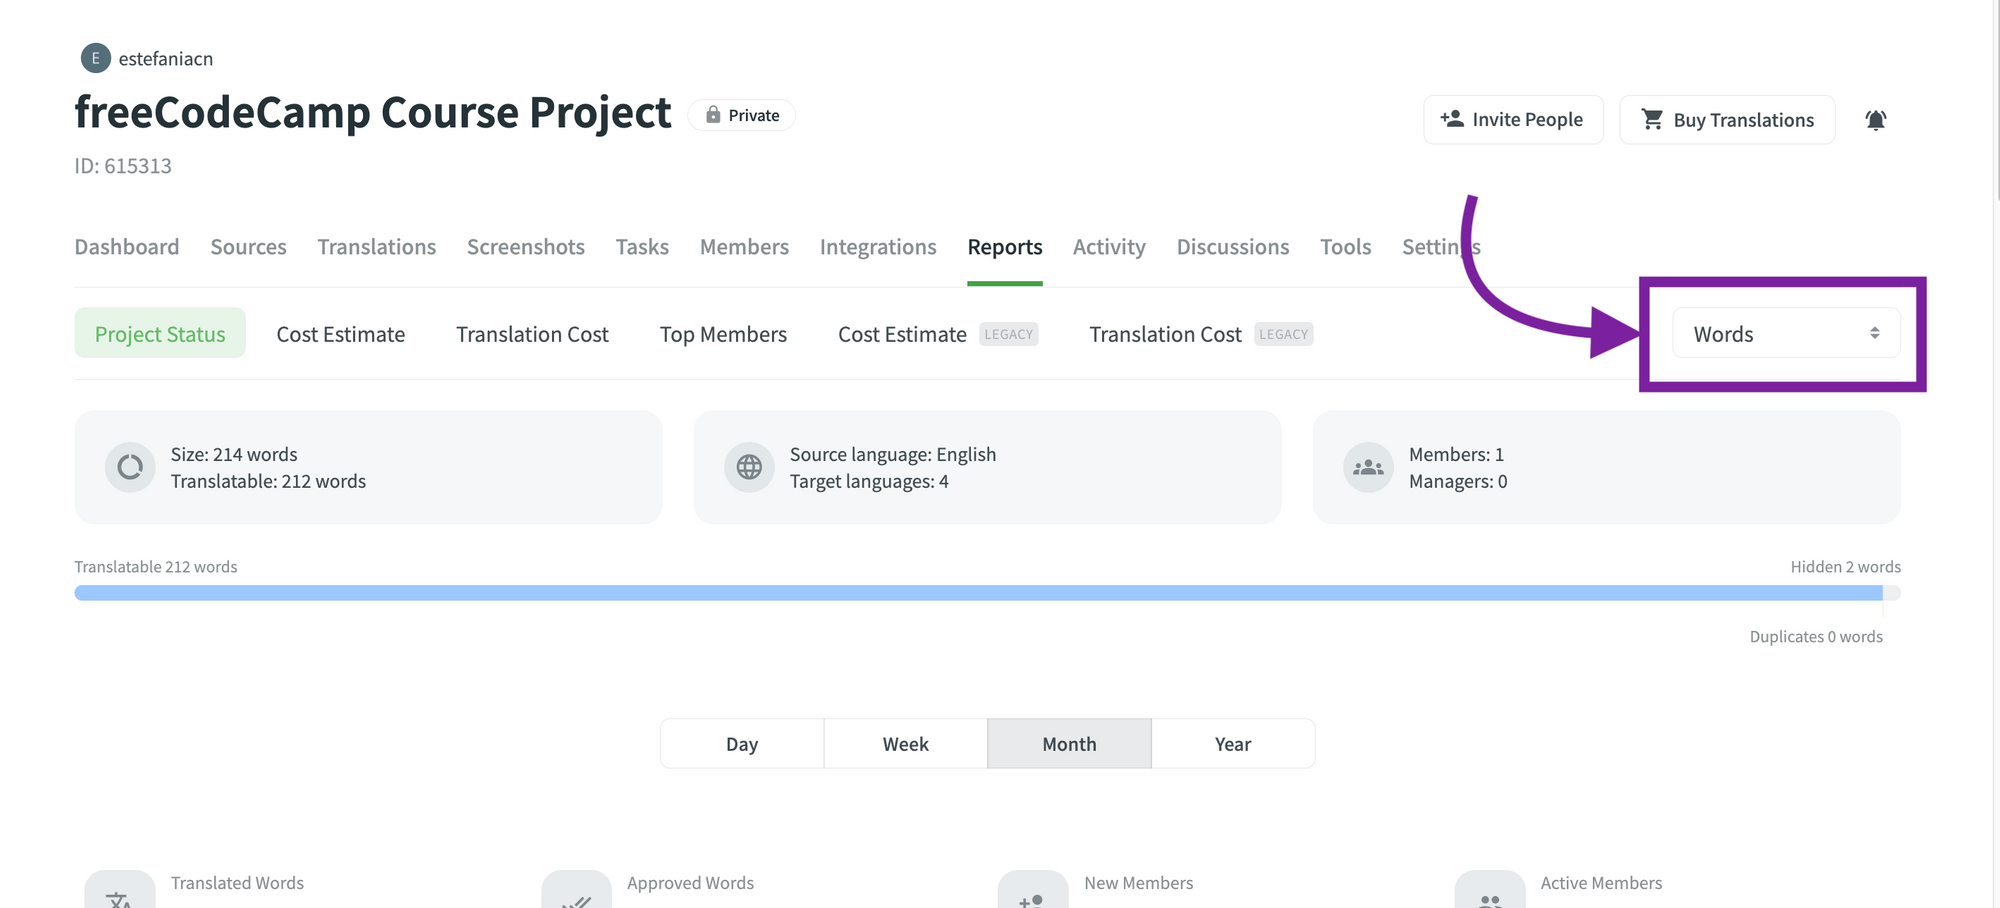 E estefaniacn
freeCodeCamp Course Project Private
Invite People Buy Translations
ID: 615313
Dashboard Sources Translations Screenshots Tasks Members Integrations Reports Activity Discussions Tools Settings
Project Status Cost Estimate Translation Cost Top Members Cost Estimate LEGACY Translation Cost LEGACY Words
Size: 214 words
Translatable: 212 words
Source language: English
Target languages: 4
Members: 1
Managers: 0
Translatable 212 words Hidden 2 words
Duplicates 0 words
Day Week Month Year
Translated Words Approved Words New Members Active Members